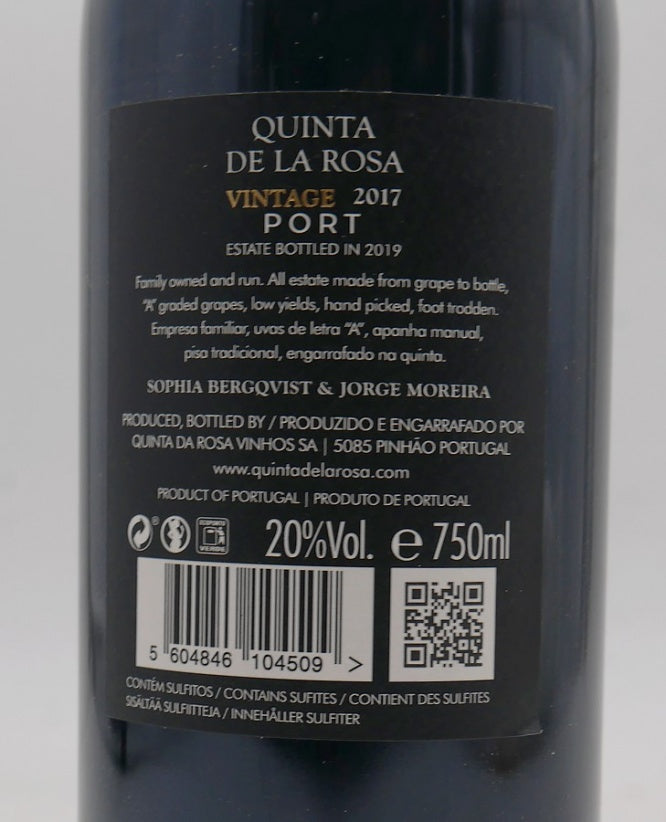 QUINTA
DE LA ROSA
VINTAGE 2017
PORT
ESTATE BOTTLED IN 2019
Family owned and run. All estate made from grape to bottle,
"A" graded grapes, low yields, hand picked, foot trodden.
Empresa familiar, uvas de letra "A", apanha manual,
pisa tradicional, engarrafado na quinta.
SOPHIA BERGQVIST & JORGE MOREIRA
PRODUCED, BOTTLED BY / PRODUZIDO E ENGARRAFADO POR
QUINTA DA ROSA VINHOS SA | 5085 PINHÃO PORTUGAL
www.quintadelarosa.com
PRODUCT OF PORTUGAL | PRODUTO DE PORTUGAL
ECOPONTO
VERDE
20%Vol. ℮ 750ml
5 604846 104509 >
CONTÉM SULFITOS / CONTAINS SUFITES / CONTIENT DES SULFITES
SISÄLTÄÄ SULFIITTEJA / INNEHÅLLER SULFITER